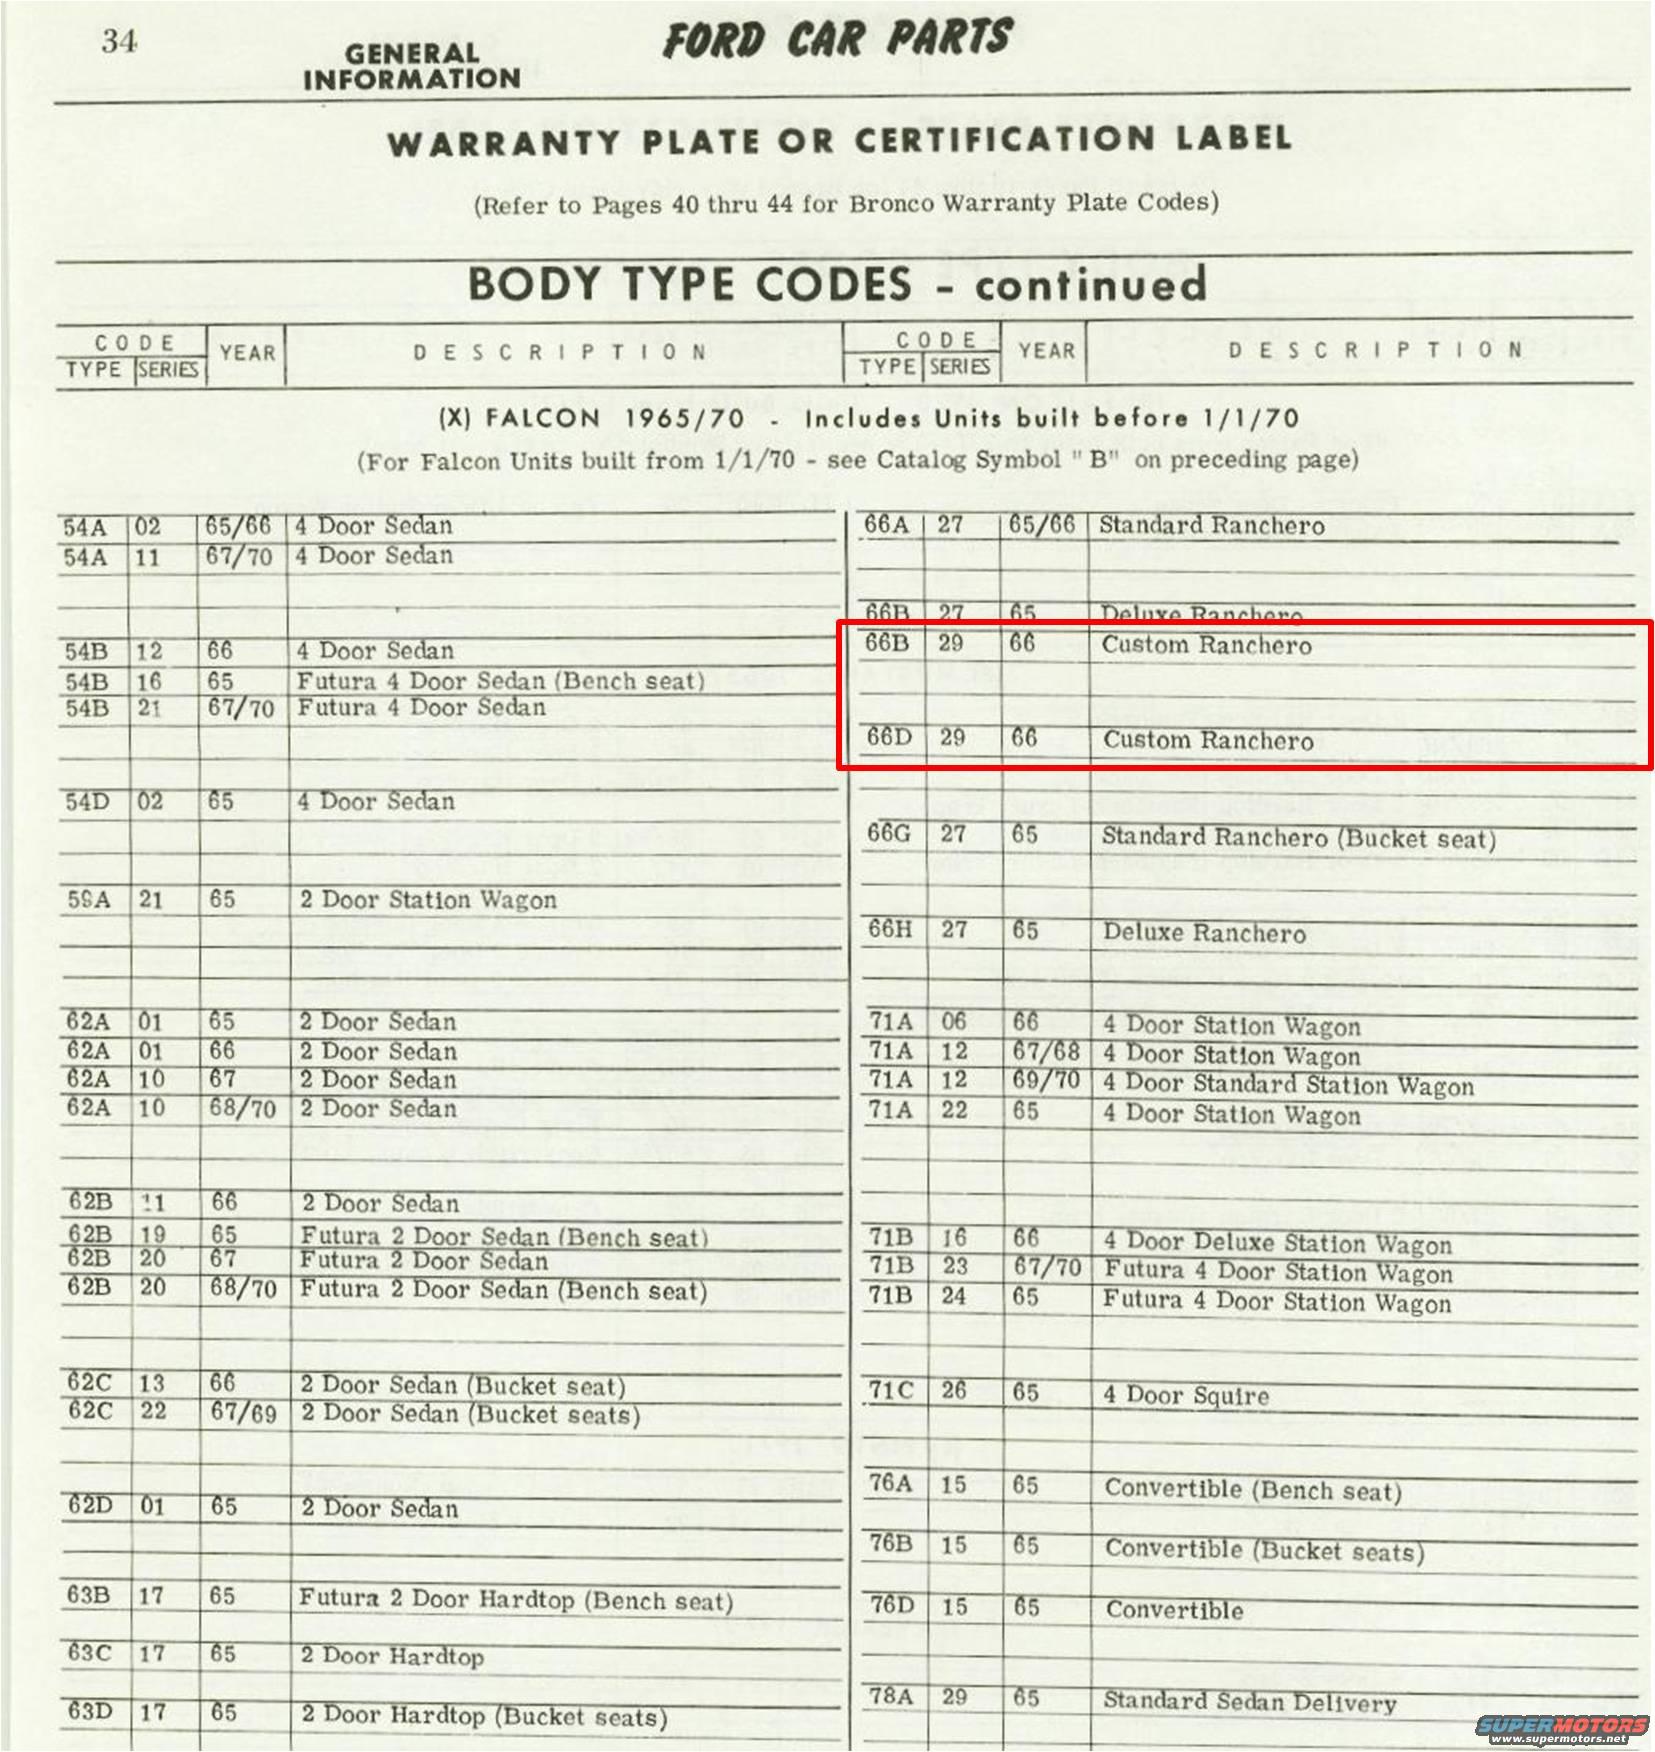 34
GENERAL
INFORMATION
FORD CAR PARTS
WARRANTY PLATE OR CERTIFICATION LABEL
(Refer to Pages 40 thru 44 for Bronco Warranty Plate Codes)
BODY TYPE CODES - continued
CODE YEAR DESCRIPTION
TYPE SERIES
CODE YEAR DESCRIPTION
TYPE SERIES
(X) FALCON 1965/70 - Includes Units built before 1/1/70
(For Falcon Units built from 1/1/70 - see Catalog Symbol "B" on preceding page)
54A 02 65/66 4 Door Sedan
54A 11 67/70 4 Door Sedan
54B 12 66 4 Door Sedan
54B 16 65 Futura 4 Door Sedan (Bench seat)
54B 21 67/70 Futura 4 Door Sedan
54D 02 65 4 Door Sedan
59A 21 65 2 Door Station Wagon
62A 01 65 2 Door Sedan
62A 01 66 2 Door Sedan
62A 10 67 2 Door Sedan
62A 10 68/70 2 Door Sedan
62B 11 66 2 Door Sedan
62B 19 65 Futura 2 Door Sedan (Bench seat)
62B 20 67 Futura 2 Door Sedan
62B 20 68/70 Futura 2 Door Sedan (Bench seat)
62C 13 66 2 Door Sedan (Bucket seat)
62C 22 67/69 2 Door Sedan (Bucket seats)
62D 01 65 2 Door Sedan
63B 17 65 Futura 2 Door Hardtop (Bench seat)
63C 17 65 2 Door Hardtop
63D 17 65 2 Door Hardtop (Bucket seats)
66A 27 65/66 Standard Ranchero
66B 27 65 Deluxe Ranchero
66B 29 66 Custom Ranchero
66D 29 66 Custom Ranchero
66G 27 65 Standard Ranchero (Bucket seat)
66H 27 65 Deluxe Ranchero
71A 06 66 4 Door Station Wagon
71A 12 67/68 4 Door Station Wagon
71A 12 69/70 4 Door Standard Station Wagon
71A 22 65 4 Door Station Wagon
71B 16 66 4 Door Deluxe Station Wagon
71B 23 67/70 Futura 4 Door Station Wagon
71B 24 65 Futura 4 Door Station Wagon
71C 26 65 4 Door Squire
76A 15 65 Convertible (Bench seat)
76B 15 65 Convertible (Bucket seats)
76D 15 65 Convertible
78A 29 65 Standard Sedan Delivery
SUPERMOTORS
www.supermotors.net